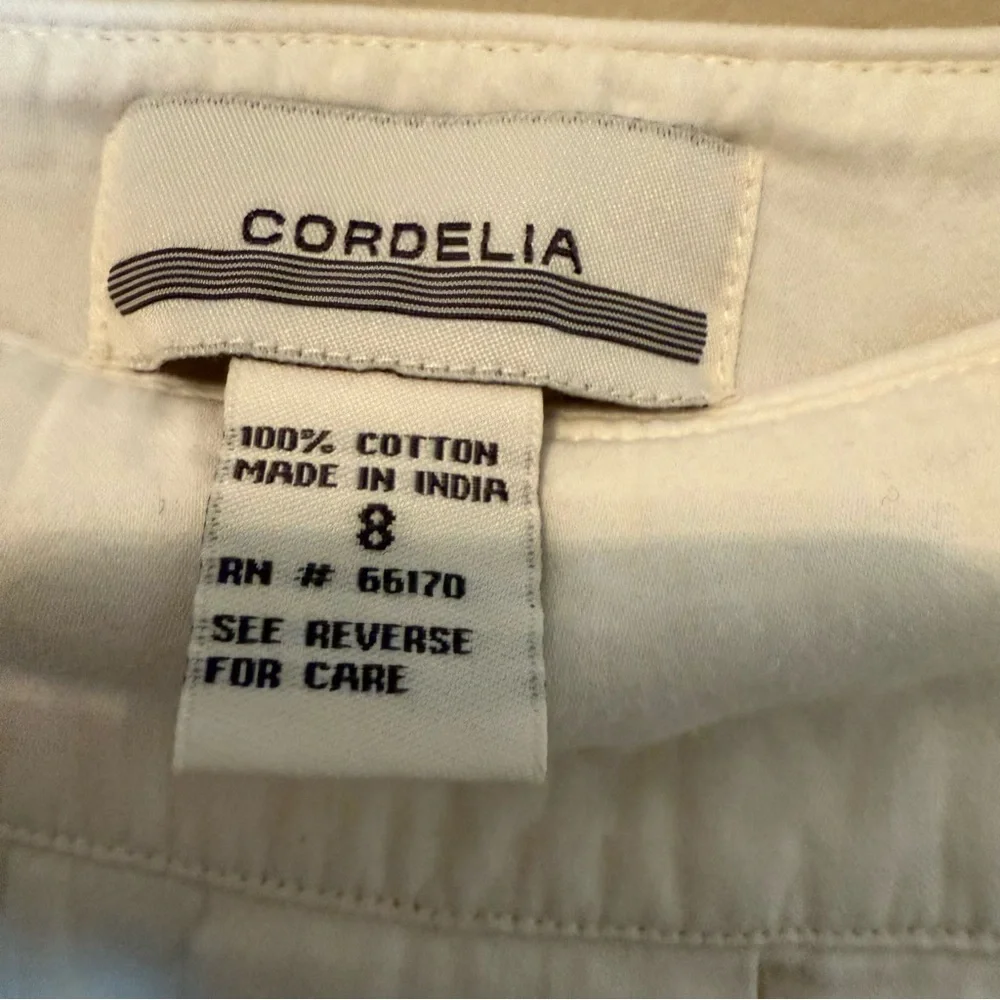 CORDELIA
100% COTTON
MADE IN INDIA
8
RN # 66170
SEE REVERSE
FOR CARE